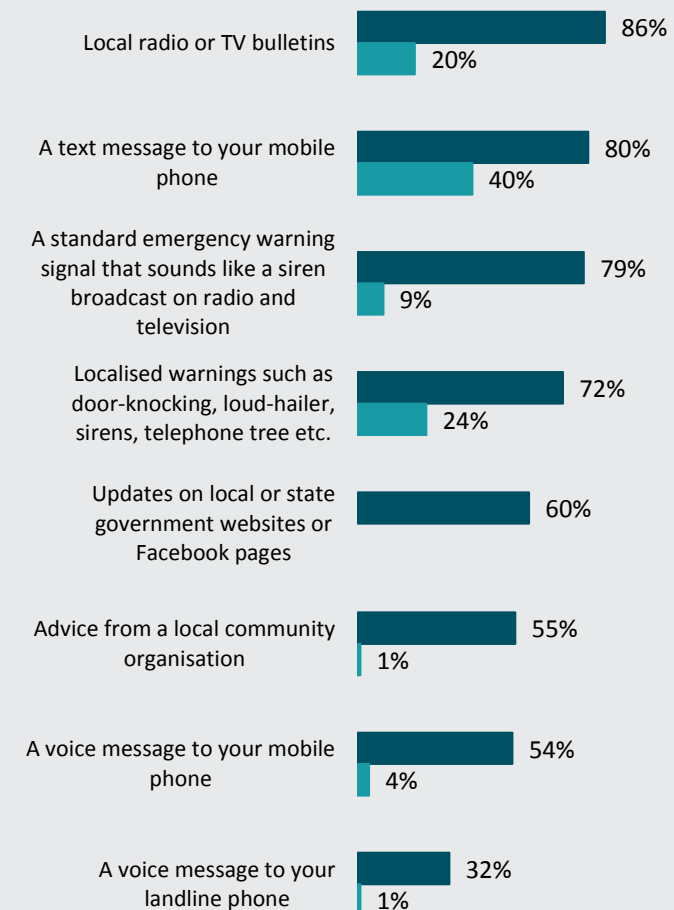 Local radio or TV bulletins
86%
20%
A text message to your mobile
phone
80%
40%
A standard emergency warning
signal that sounds like a siren
broadcast on radio and
television
79%
9%
Localised warnings such as
door-knocking, loud-hailer,
sirens, telephone tree etc.
72%
24%
Updates on local or state
government websites or
Facebook pages
60%
Advice from a local community
organisation
55%
1%
A voice message to your mobile
phone
54%
4%
A voice message to your
landline phone
32%
1%